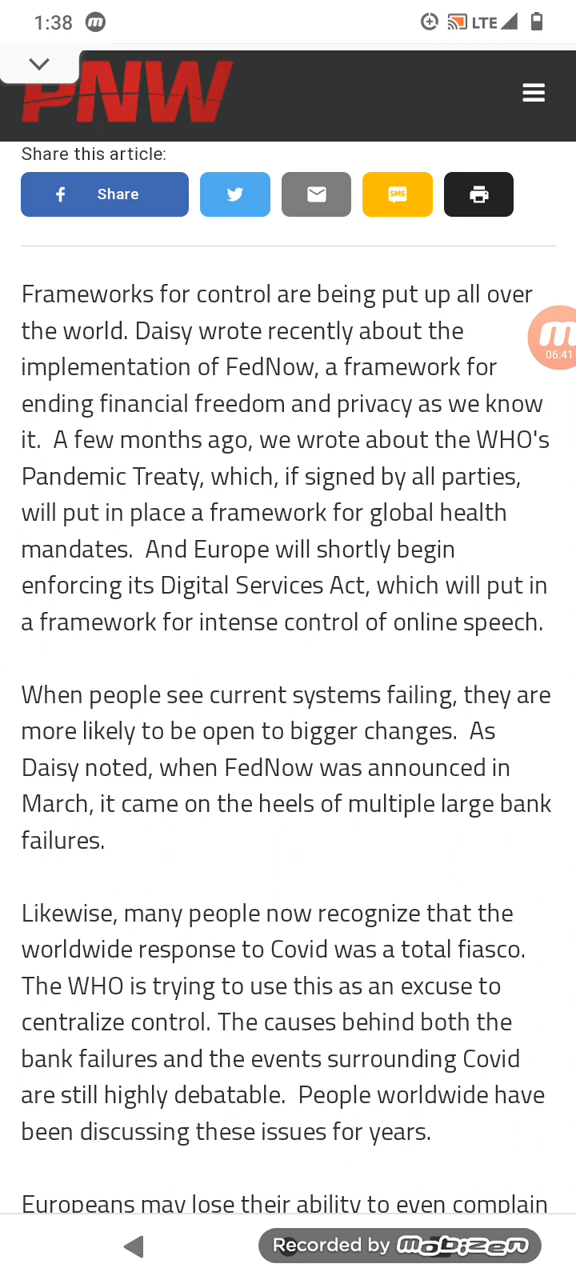 1:38 m LTE
PNW
Share this article:
Share SMS
Frameworks for control are being put up all over
the world. Daisy wrote recently about the
implementation of FedNow, a framework for
ending financial freedom and privacy as we know
it.  A few months ago, we wrote about the WHO's
Pandemic Treaty, which, if signed by all parties,
will put in place a framework for global health
mandates.  And Europe will shortly begin
enforcing its Digital Services Act, which will put in
a framework for intense control of online speech.
m
06:41
When people see current systems failing, they are
more likely to be open to bigger changes.  As
Daisy noted, when FedNow was announced in
March, it came on the heels of multiple large bank
failures.
Likewise, many people now recognize that the
worldwide response to Covid was a total fiasco.
The WHO is trying to use this as an excuse to
centralize control. The causes behind both the
bank failures and the events surrounding Covid
are still highly debatable.  People worldwide have
been discussing these issues for years.
Europeans may lose their ability to even complain
Recorded by mobizen